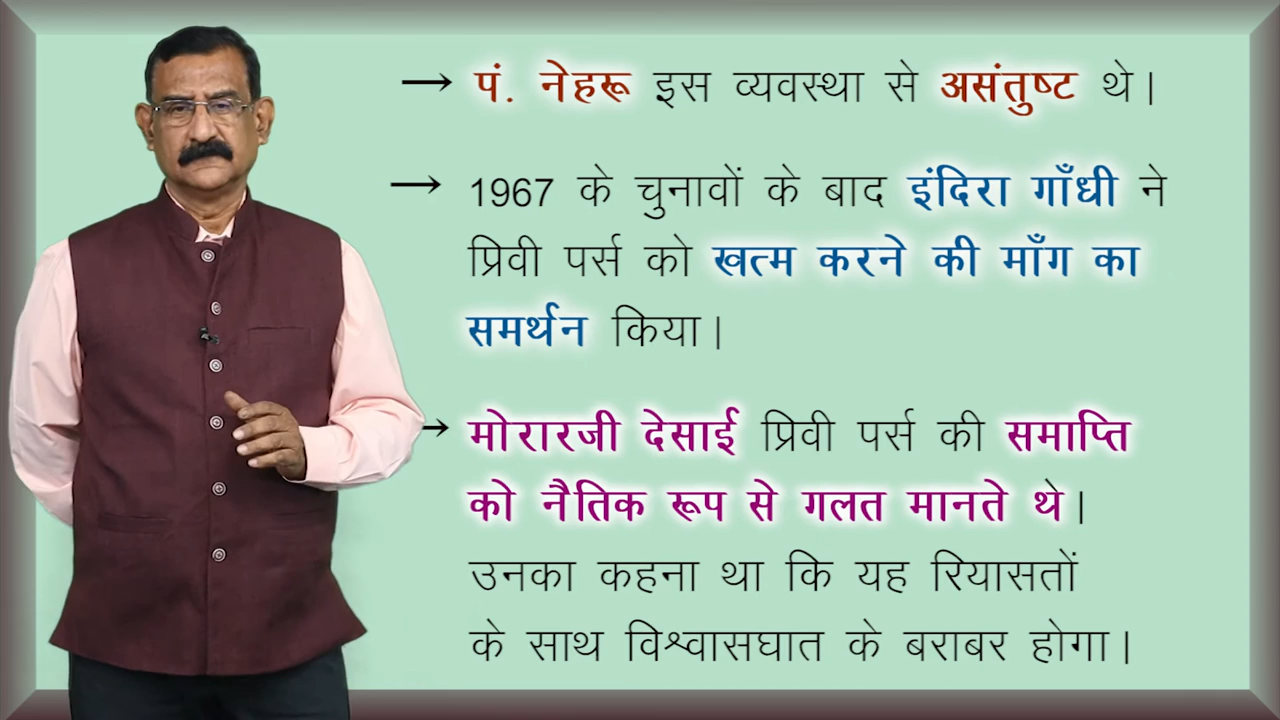 → पं. नेहरू इस व्यवस्था से असंतुष्ट थे।
→ 1967 के चुनावों के बाद इंदिरा गाँधी ने
प्रिवी पर्स को खत्म करने की माँग का
समर्थन किया।
→ मोरारजी देसाई प्रिवी पर्स की समाप्ति
को नैतिक रूप से गलत मानते थे।
उनका कहना था कि यह रियासतों
के साथ विश्वासघात के बराबर होगा।